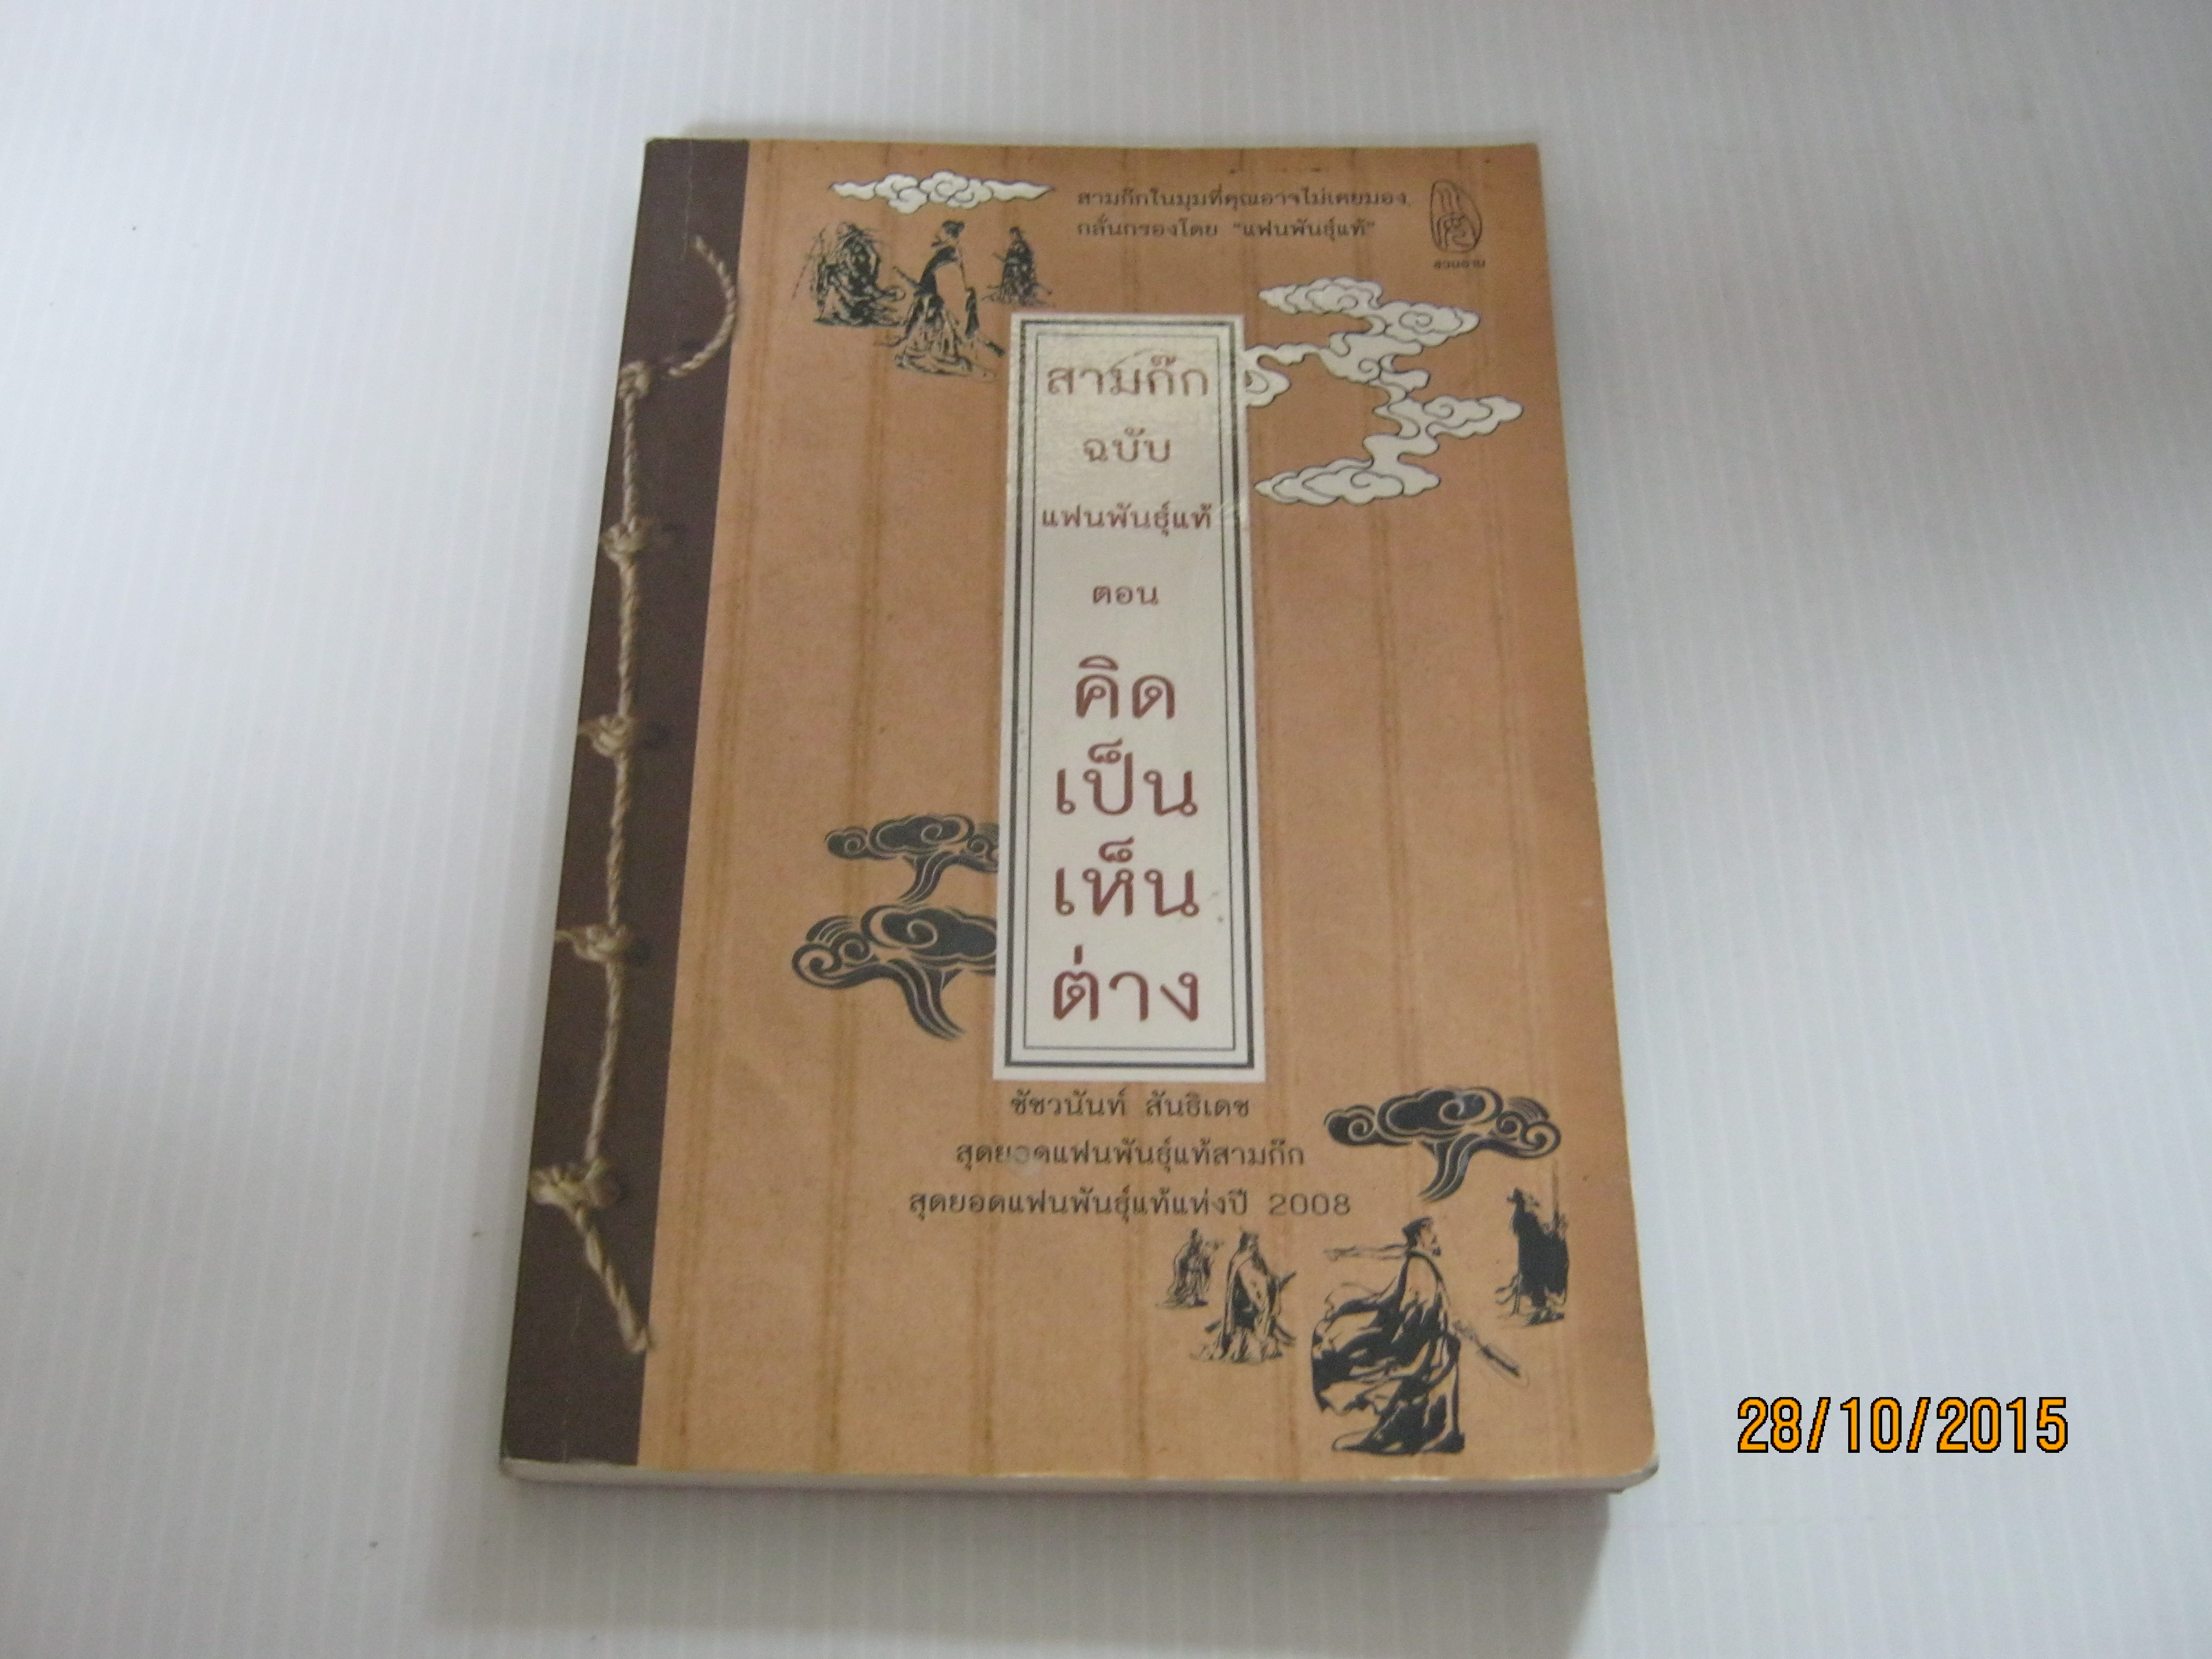 สามก๊กในมุมที่คุณอาจไม่เคยมอง
กลั่นกรองโดย "แฟนพันธุ์แท้"
สามก๊ก
ฉบับ
แฟนพันธุ์แท้
ตอน
คิด
เป็น
เห็น
ต่าง
ชัชวนันท์ สันธิเดช
สุดยอดแฟนพันธุ์แท้สามก๊ก
สุดยอดแฟนพันธุ์แท้แห่งปี 2008
28/10/2015